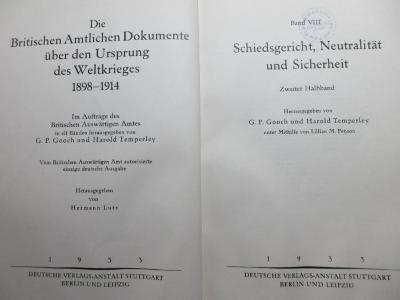 Die
Britischen Amtlichen Dokumente
über den Ursprung
des Weltkrieges
1898-1914
Im Auftrage des
Britischen Auswärtigen Amtes
in elf Bänden herausgegeben von
G. P. Gooch und Harold Temperley
Vom Britischen Auswärtigen Amt autorisierte
einzige deutsche Ausgabe
Herausgegeben
von
Hermann Lutz
1 9 3 3
DEUTSCHE VERLAGS-ANSTALT STUTTGART
BERLIN UND LEIPZIG
Band VIII
Schiedsgericht, Neutralität
und Sicherheit
Zweiter Halbband
Herausgegeben von
G. P. Gooch und Harold Temperley
unter Mithilfe von Lillian M. Penson
1 9 3 3
DEUTSCHE VERLAGS-ANSTALT STUTTGART
BERLIN UND LEIPZIG